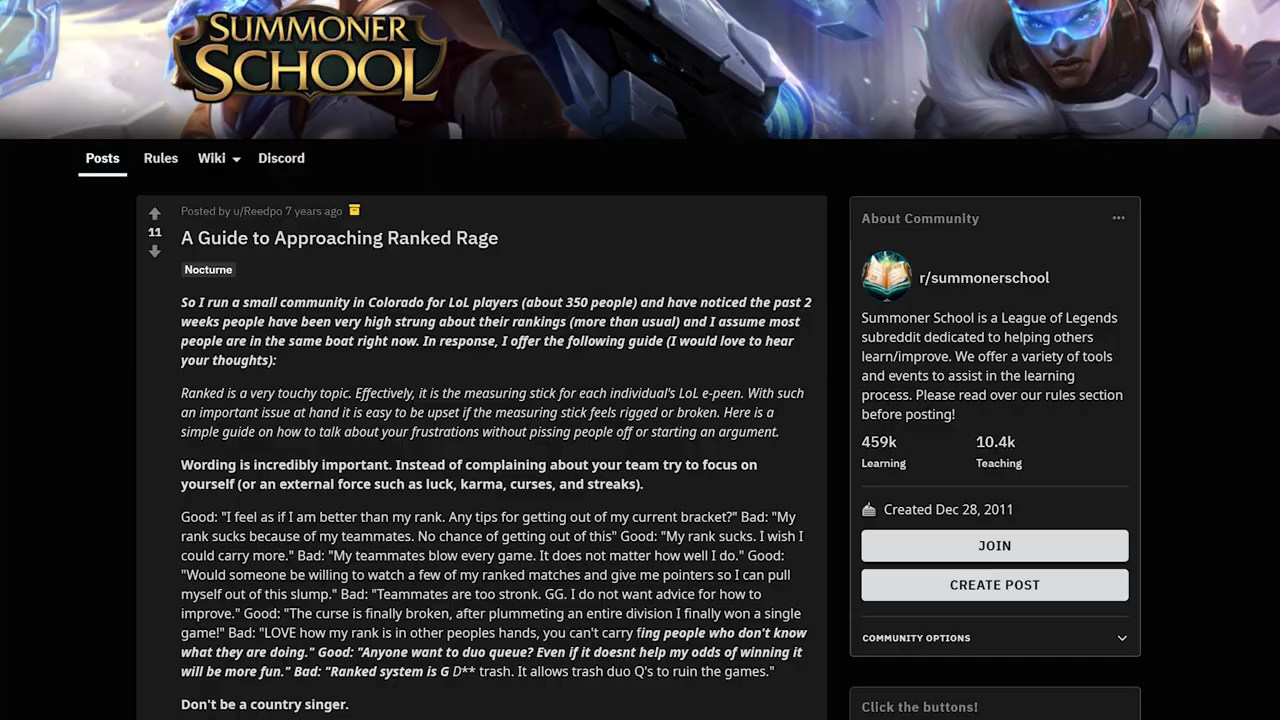 SUMMONER
SCHOOL
Posts Rules Wiki Discord
Posted by u/Reedpo 7 years ago
11
A Guide to Approaching Ranked Rage
Nocturne
So I run a small community in Colorado for LoL players (about 350 people) and have noticed the past 2
weeks people have been very high strung about their rankings (more than usual) and I assume most
people are in the same boat right now. In response, I offer the following guide (I would love to hear
your thoughts):
Ranked is a very touchy topic. Effectively, it is the measuring stick for each individual's LoL e-peen. With such
an important issue at hand it is easy to be upset if the measuring stick feels rigged or broken. Here is a
simple guide on how to talk about your frustrations without pissing people off or starting an argument.
Wording is incredibly important. Instead of complaining about your team try to focus on
yourself (or an external force such as luck, karma, curses, and streaks).
Good: "I feel as if I am better than my rank. Any tips for getting out of my current bracket?" Bad: "My
rank sucks because of my teammates. No chance of getting out of this" Good: "My rank sucks. I wish I
could carry more." Bad: "My teammates blow every game. It does not matter how well I do." Good:
"Would someone be willing to watch a few of my ranked matches and give me pointers so I can pull
myself out of this slump." Bad: "Teammates are too stronk. GG. I do not want advice for how to
improve." Good: "The curse is finally broken, after plummeting an entire division I finally won a single
game!" Bad: "LOVE how my rank is in other peoples hands, you can't carry fing people who don't know
what they are doing." Good: "Anyone want to duo queue? Even if it doesnt help my odds of winning it
will be more fun." Bad: "Ranked system is G D** trash. It allows trash duo Q's to ruin the games."
Don't be a country singer.
About Community
r/summonerschool
Summoner School is a League of Legends
subreddit dedicated to helping others
learn/improve. We offer a variety of tools
and events to assist in the learning
process. Please read over our rules section
before posting!
459k 10.4k
Learning Teaching
Created Dec 28, 2011
JOIN
CREATE POST
COMMUNITY OPTIONS
Click the buttons!